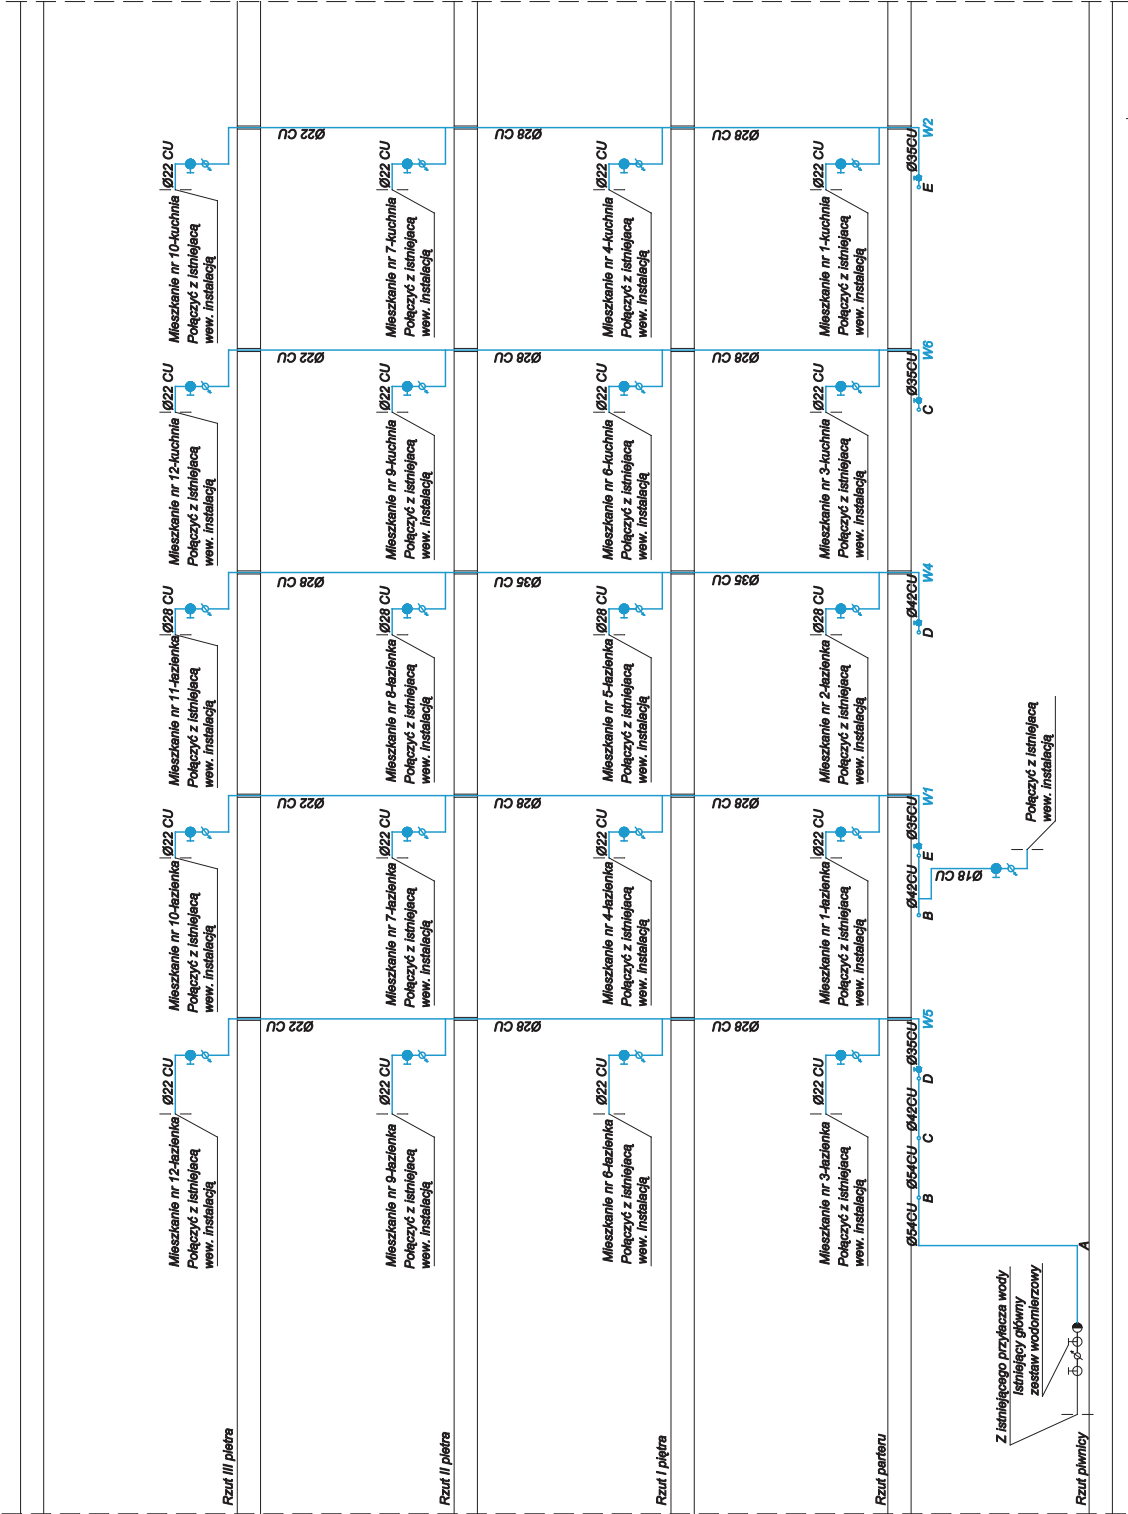 Rzut III piętra
Mieszkanie nr 12-łazienka
Połączyć z istniejącą
wew. instalacją
Ø22 CU
Ø22 CU
Mieszkanie nr 10-łazienka
Połączyć z istniejącą
wew. instalacją
Ø22 CU
Ø22 CU
Mieszkanie nr 11-łazienka
Połączyć z istniejącą
wew. instalacją
Ø28 CU
Ø28 CU
Mieszkanie nr 12-kuchnia
Połączyć z istniejącą
wew. instalacją
Ø22 CU
Ø22 CU
Mieszkanie nr 10-kuchnia
Połączyć z istniejącą
wew. instalacją
Ø22 CU
Ø22 CU
Rzut II piętra
Mieszkanie nr 9-łazienka
Połączyć z istniejącą
wew. instalacją
Ø22 CU
Ø28 CU
Mieszkanie nr 7-łazienka
Połączyć z istniejącą
wew. instalacją
Ø22 CU
Ø28 CU
Mieszkanie nr 8-łazienka
Połączyć z istniejącą
wew. instalacją
Ø28 CU
Ø35 CU
Mieszkanie nr 9-kuchnia
Połączyć z istniejącą
wew. instalacją
Ø22 CU
Ø28 CU
Mieszkanie nr 7-kuchnia
Połączyć z istniejącą
wew. instalacją
Ø22 CU
Ø28 CU
Rzut I piętra
Mieszkanie nr 6-łazienka
Połączyć z istniejącą
wew. instalacją
Ø22 CU
Ø28 CU
Mieszkanie nr 4-łazienka
Połączyć z istniejącą
wew. instalacją
Ø22 CU
Ø28 CU
Mieszkanie nr 5-łazienka
Połączyć z istniejącą
wew. instalacją
Ø28 CU
Ø35 CU
Mieszkanie nr 6-kuchnia
Połączyć z istniejącą
wew. instalacją
Ø22 CU
Ø28 CU
Mieszkanie nr 4-kuchnia
Połączyć z istniejącą
wew. instalacją
Ø22 CU
Ø28 CU
Rzut parteru
Mieszkanie nr 3-łazienka
Połączyć z istniejącą
wew. instalacją
Ø22 CU
Mieszkanie nr 1-łazienka
Połączyć z istniejącą
wew. instalacją
Ø22 CU
Mieszkanie nr 2-łazienka
Połączyć z istniejącą
wew. instalacją
Ø28 CU
Mieszkanie nr 3-kuchnia
Połączyć z istniejącą
wew. instalacją
Ø22 CU
Mieszkanie nr 1-kuchnia
Połączyć z istniejącą
wew. instalacją
Ø22 CU
Ø54CU
Ø54CU
Ø42CU
Ø35CU
B
C
D
W5
Ø42CU
Ø35CU
B
E
W1
Ø42CU
D
W4
Ø35CU
C
W6
Ø35CU
E
W2
Ø18 CU
Połączyć z istniejącą
wew. instalacją
A
Z istniejącego przyłacza wody
Istniejący główny
zestaw wodomierzowy
Rzut piwnicy